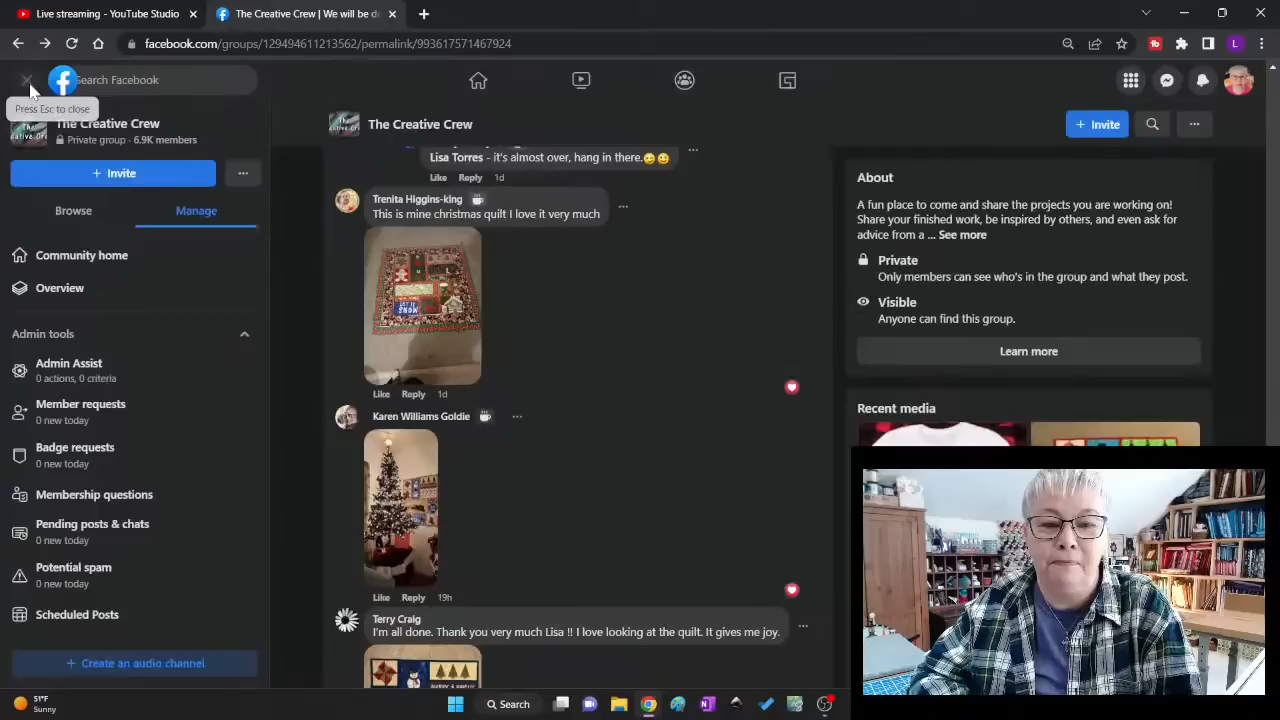 Live streaming - YouTube Studio
The Creative Crew | We will be d
facebook.com/groups/129494611213562/permalink/993617571467924
L
Search Facebook
Press Esc to close
The Creative Crew
Private group · 6.9K members
+ Invite
Browse
Manage
Community home
Overview
Admin tools
Admin Assist
0 actions, 0 criteria
Member requests
0 new today
Badge requests
0 new today
Membership questions
Pending posts & chats
0 new today
Potential spam
0 new today
Scheduled Posts
+ Create an audio channel
The Creative Crew
+ Invite
Lisa Torres - it's almost over, hang in there.
Like Reply 1d
Trenita Higgins-king
This is mine christmas quilt I love it very much
LET IT
SNOW
Like Reply 1d
Karen Williams Goldie
Like Reply 19h
Terry Craig
I'm all done. Thank you very much Lisa !! I love looking at the quilt. It gives me joy.
About
A fun place to come and share the projects you are working on!
Share your finished work, be inspired by others, and even ask for
advice from a ... See more
Private
Only members can see who's in the group and what they post.
Visible
Anyone can find this group.
Learn more
Recent media
51°F
Sunny
Search